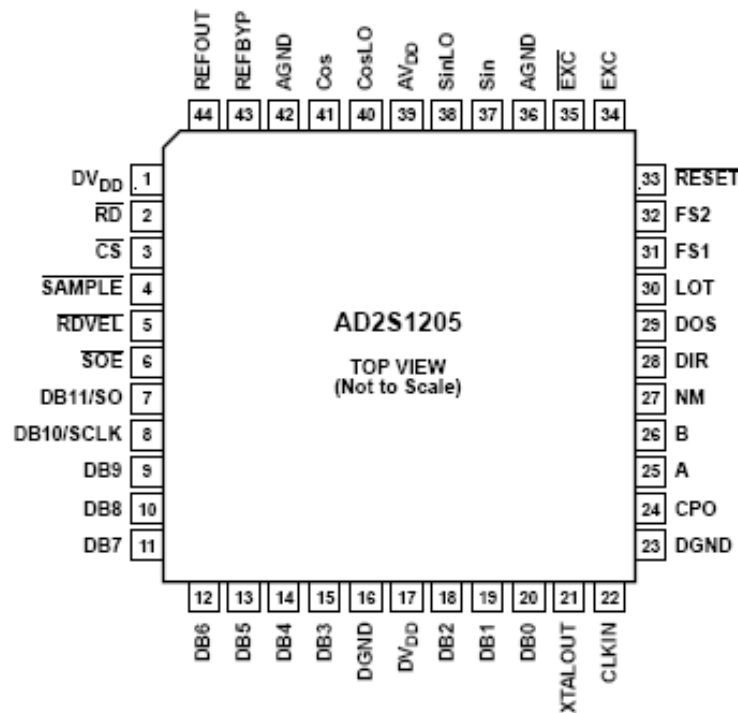 REFOUT
REFBYP
AGND
Cos
CosLO
AVDD
SinLO
Sin
AGND
EXC
EXC
44 43 42 41 40 39 38 37 36 35 34
DVDD 1
RD 2
CS 3
SAMPLE 4
RDVEL 5
SOE 6
DB11/SO 7
DB10/SCLK 8
DB9 9
DB8 10
DB7 11
AD2S1205
TOP VIEW
(Not to Scale)
33 RESET
32 FS2
31 FS1
30 LOT
29 DOS
28 DIR
27 NM
26 B
25 A
24 CPO
23 DGND
12 13 14 15 16 17 18 19 20 21 22
DB6
DB5
DB4
DB3
DGND
DVDD
DB2
DB1
DB0
XTALOUT
CLKIN